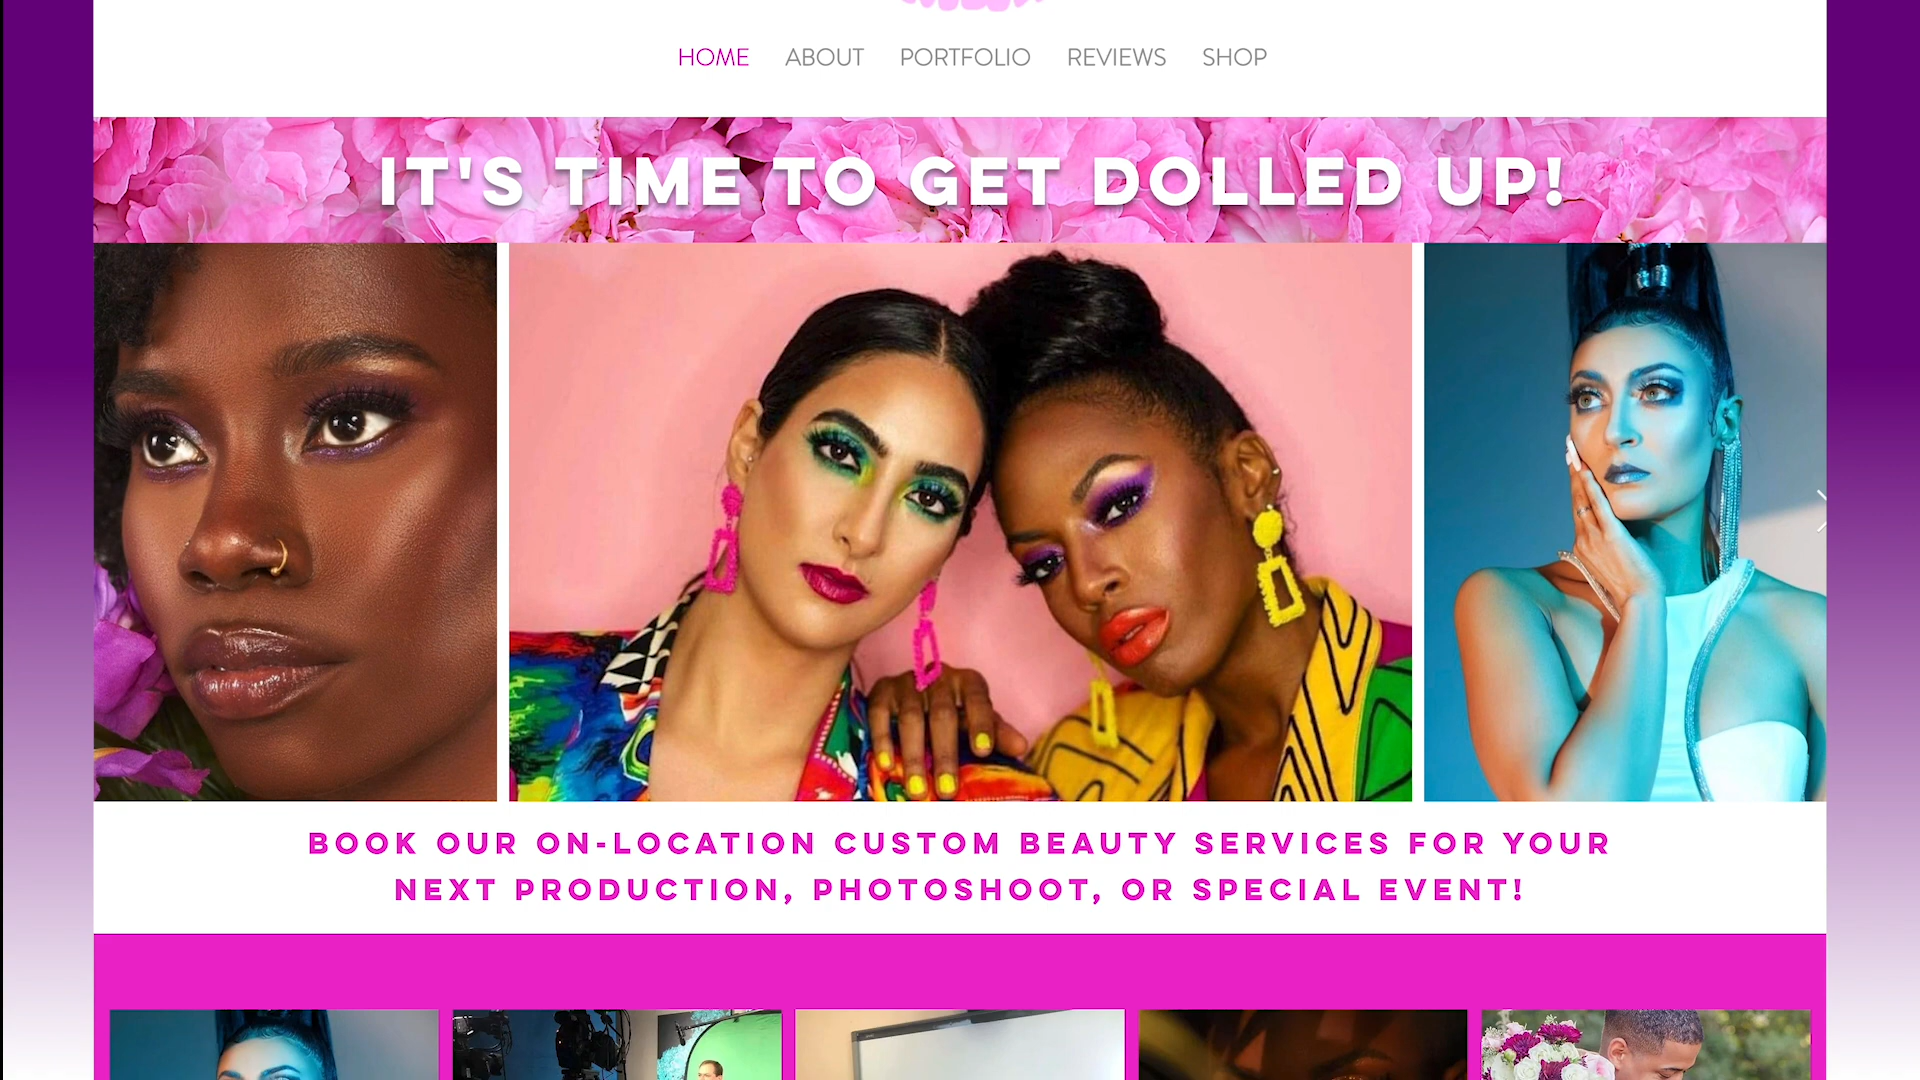 HOME ABOUT PORTFOLIO REVIEWS SHOP
IT'S TIME TO GET DOLLED UP!
BOOK OUR ON-LOCATION CUSTOM BEAUTY SERVICES FOR YOUR
NEXT PRODUCTION, PHOTOSHOOT, OR SPECIAL EVENT!